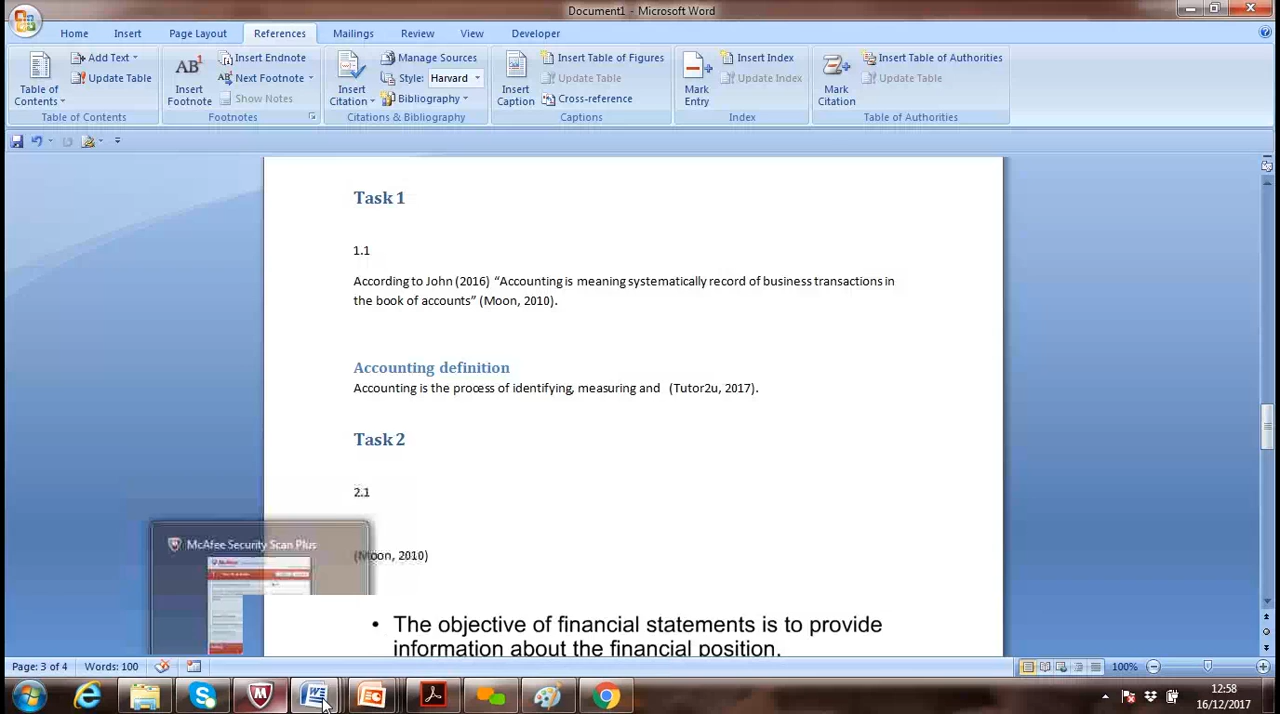 Document1 - Microsoft Word
Home Insert Page Layout References Mailings Review View Developer
Table of Contents
Add Text
Update Table
Table of Contents
AB¹ Insert Footnote
Insert Endnote
AB Next Footnote
Show Notes
Footnotes
Insert Citation
Manage Sources
Style: Harvard
Bibliography
Citations & Bibliography
Insert Caption
Insert Table of Figures
Update Table
Cross-reference
Captions
Mark Entry
Insert Index
Update Index
Index
Mark Citation
Insert Table of Authorities
Update Table
Table of Authorities
Task 1
1.1
According to John (2016) “Accounting is meaning systematically record of business transactions in
the book of accounts” (Moon, 2010).
Accounting definition
Accounting is the process of identifying, measuring and (Tutor2u, 2017).
Task 2
2.1
McAfee Security Scan Plus
(Moon, 2010)
• The objective of financial statements is to provide
information about the financial position.
Page: 3 of 4 Words: 100 100%
12:58
16/12/2017